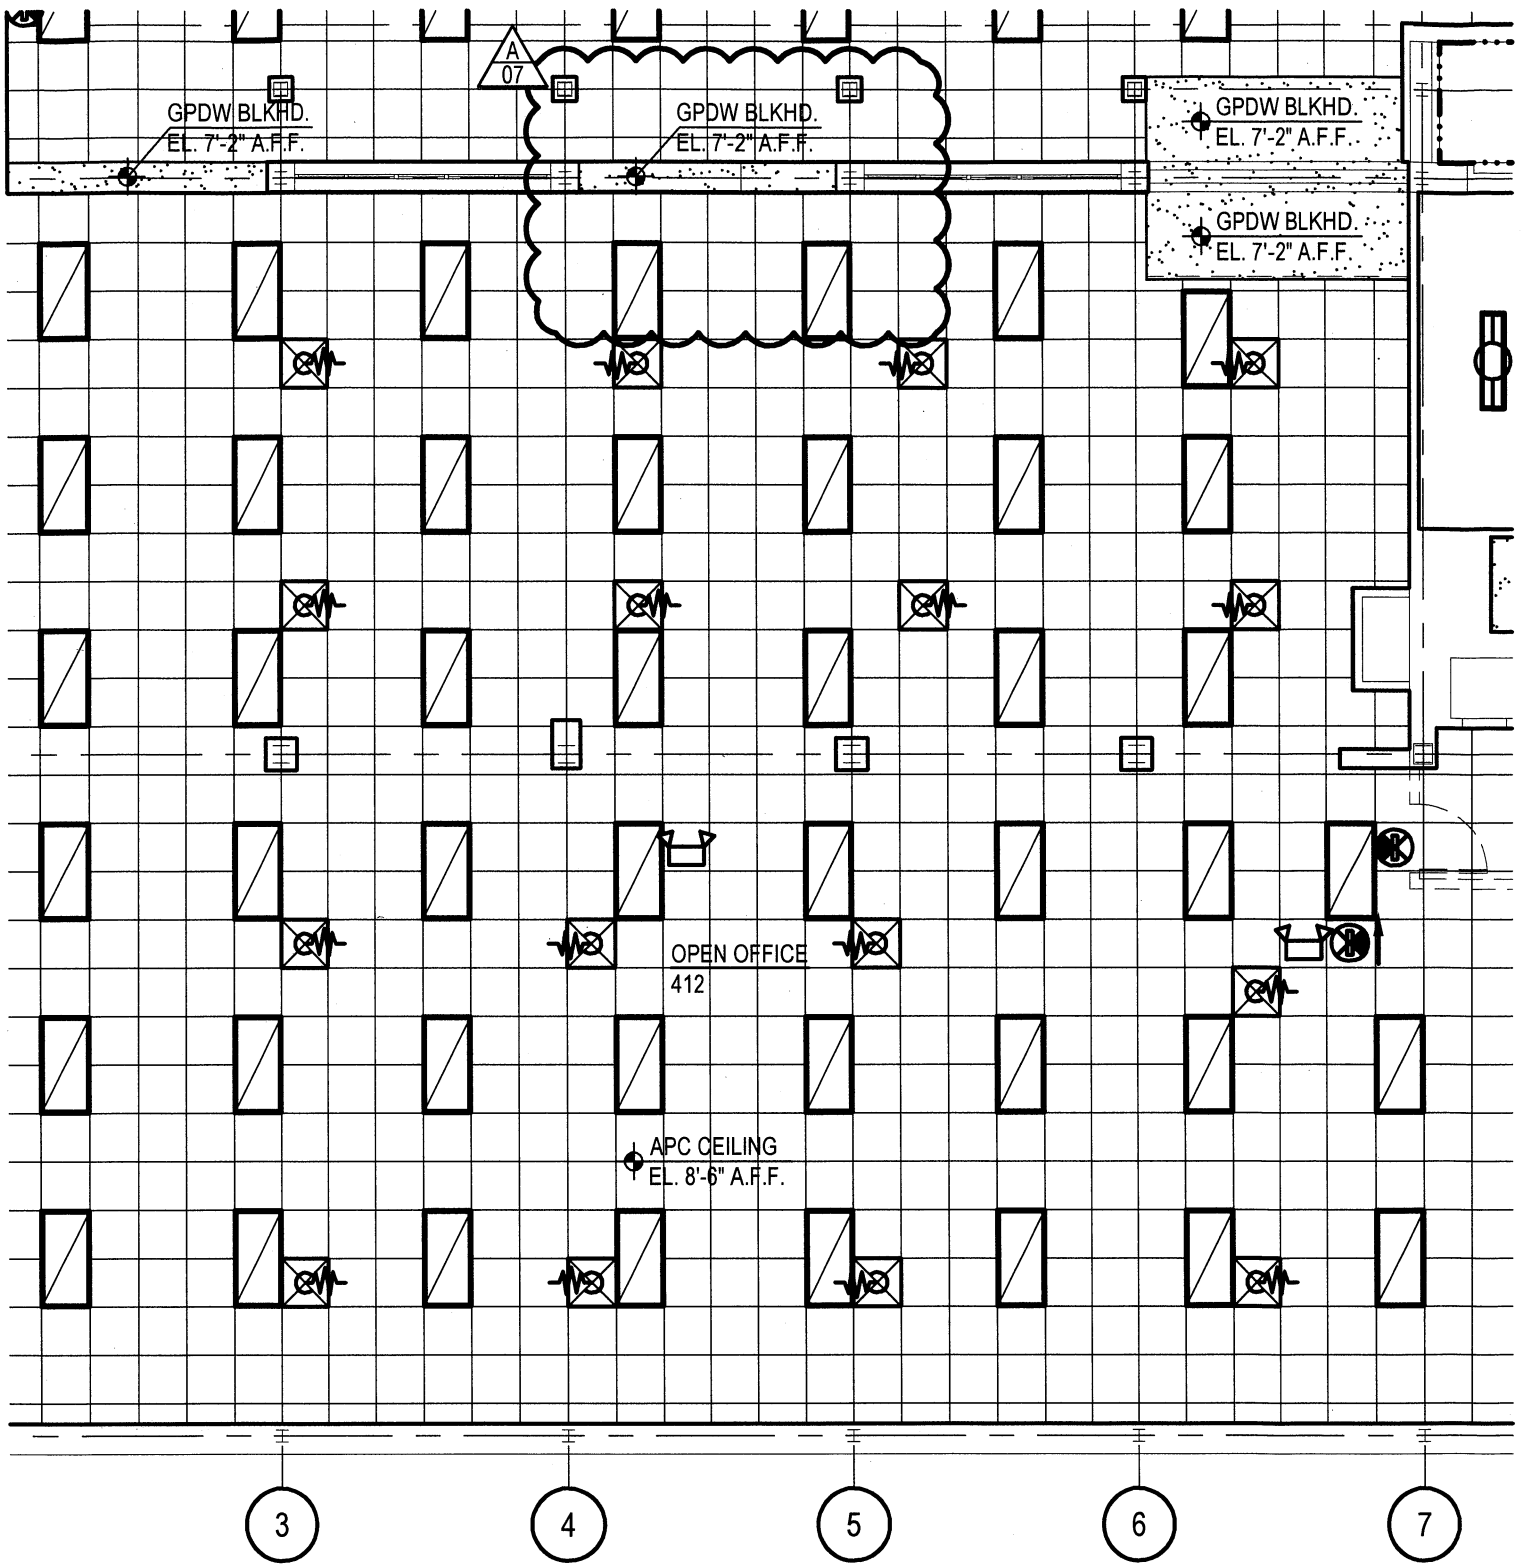 A
07
GPDW BLKHD.
EL. 7'-2" A.F.F.
GPDW BLKHD.
EL. 7'-2" A.F.F.
GPDW BLKHD.
EL. 7'-2" A.F.F.
GPDW BLKHD.
EL. 7'-2" A.F.F.
OPEN OFFICE
412
APC CEILING
EL. 8'-6" A.F.F.
3
4
5
6
7